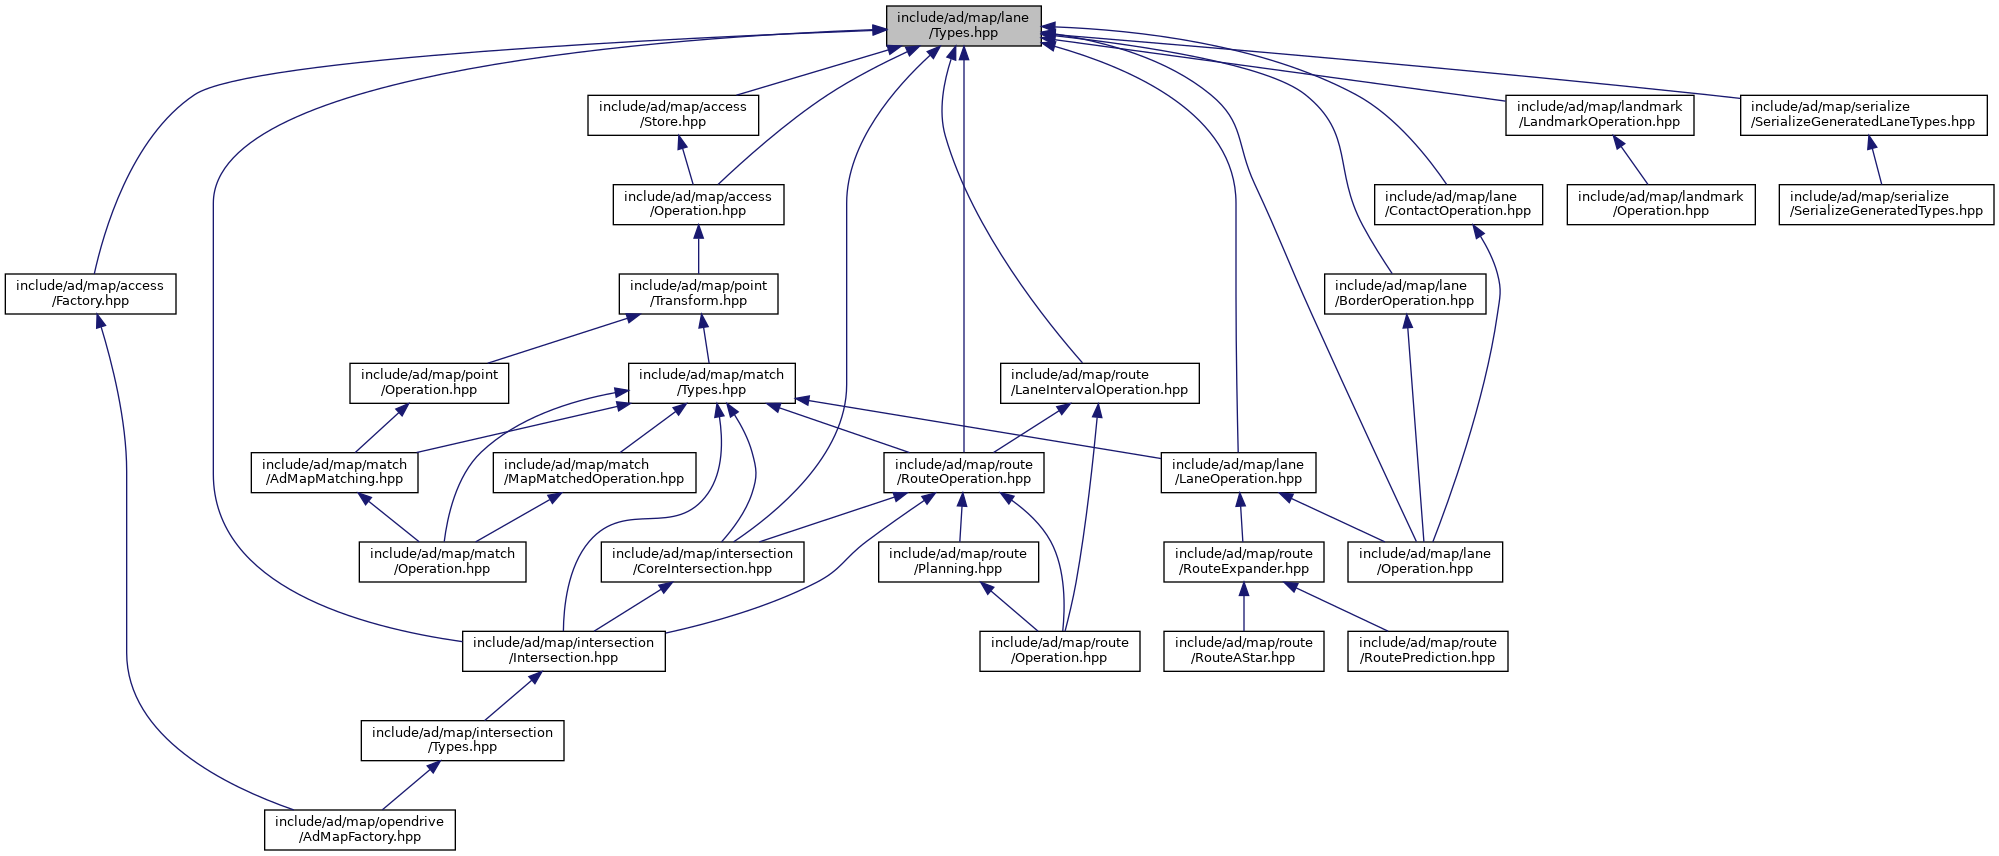 include/ad/map/lane
/Types.hpp
include/ad/map/access
/Store.hpp
include/ad/map/landmark
/LandmarkOperation.hpp
include/ad/map/serialize
/SerializeGeneratedLaneTypes.hpp
include/ad/map/access
/Operation.hpp
include/ad/map/lane
/ContactOperation.hpp
include/ad/map/landmark
/Operation.hpp
include/ad/map/serialize
/SerializeGeneratedTypes.hpp
include/ad/map/access
/Factory.hpp
include/ad/map/point
/Transform.hpp
include/ad/map/lane
/BorderOperation.hpp
include/ad/map/point
/Operation.hpp
include/ad/map/match
/Types.hpp
include/ad/map/route
/LaneIntervalOperation.hpp
include/ad/map/match
/AdMapMatching.hpp
include/ad/map/match
/MapMatchedOperation.hpp
include/ad/map/route
/RouteOperation.hpp
include/ad/map/lane
/LaneOperation.hpp
include/ad/map/match
/Operation.hpp
include/ad/map/intersection
/CoreIntersection.hpp
include/ad/map/route
/Planning.hpp
include/ad/map/route
/RouteExpander.hpp
include/ad/map/lane
/Operation.hpp
include/ad/map/intersection
/Intersection.hpp
include/ad/map/route
/Operation.hpp
include/ad/map/route
/RouteAStar.hpp
include/ad/map/route
/RoutePrediction.hpp
include/ad/map/intersection
/Types.hpp
include/ad/map/opendrive
/AdMapFactory.hpp